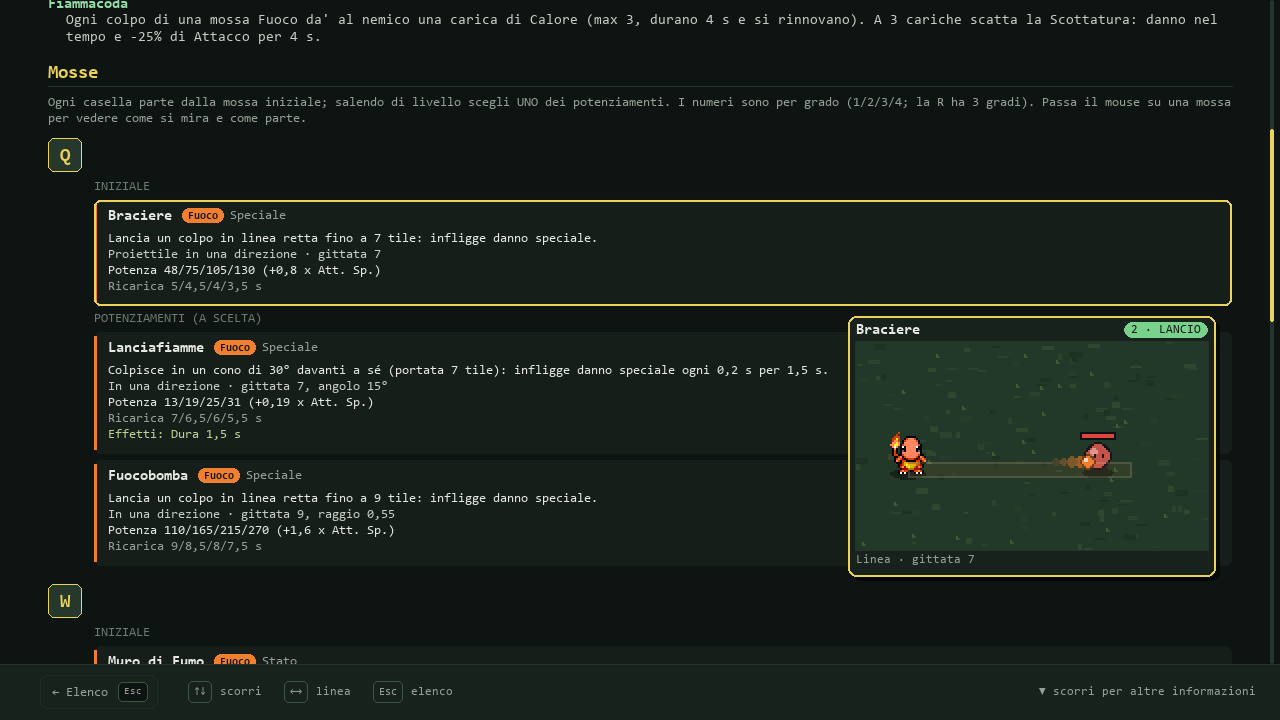 Fiammacoda
Ogni colpo di una mossa Fuoco da' al nemico una carica di Calore (max 3, durano 4 s e si rinnovano). A 3 cariche scatta la Scottatura: danno nel
tempo e -25% di Attacco per 4 s.
Mosse
Ogni casella parte dalla mossa iniziale; salendo di livello scegli UNO dei potenziamenti. I numeri sono per grado (1/2/3/4; la R ha 3 gradi). Passa il mouse su una mossa
per vedere come si mira e come parte.
Q
INIZIALE
Braciere Fuoco Speciale
Lancia un colpo in linea retta fino a 7 tile: infligge danno speciale.
Proiettile in una direzione · gittata 7
Potenza 48/75/105/130 (+0,8 x Att. Sp.)
Ricarica 5/4,5/4/3,5 s
POTENZIAMENTI (A SCELTA)
Lanciafiamme Fuoco Speciale
Colpisce in un cono di 30° davanti a sé (portata 7 tile): infligge danno speciale ogni 0,2 s per 1,5 s.
In una direzione · gittata 7, angolo 15°
Potenza 13/19/25/31 (+0,19 x Att. Sp.)
Ricarica 7/6,5/6/5,5 s
Effetti: Dura 1,5 s
Fuocobomba Fuoco Speciale
Lancia un colpo in linea retta fino a 9 tile: infligge danno speciale.
In una direzione · gittata 9, raggio 0,55
Potenza 110/165/215/270 (+1,6 x Att. Sp.)
Ricarica 9/8,5/8/7,5 s
Braciere 2 · LANCIO
Linea · gittata 7
W
INIZIALE
Muro di Fumo Fuoco Stato
← Elenco Esc ↑↓ scorri ↔ linea Esc elenco ▼ scorri per altre informazioni